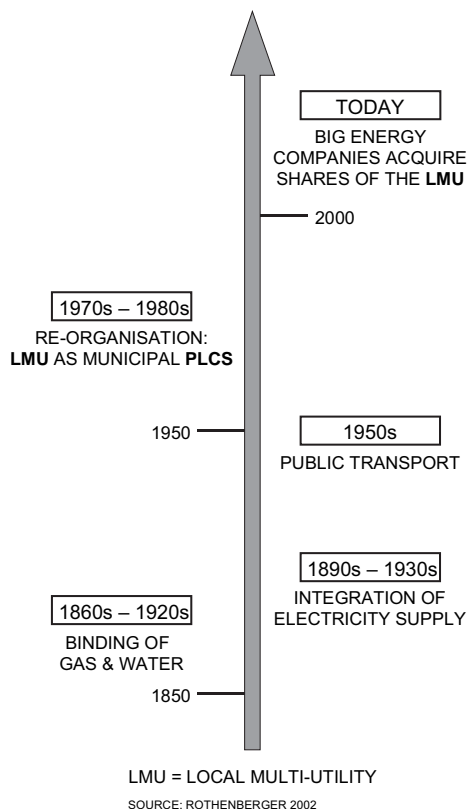 TODAY
BIG ENERGY
COMPANIES ACQUIRE
SHARES OF THE LMU
2000
1970s – 1980s
RE-ORGANISATION:
LMU AS MUNICIPAL PLCS
1950
1950s
PUBLIC TRANSPORT
1890s – 1930s
INTEGRATION OF
ELECTRICITY SUPPLY
1860s – 1920s
BINDING OF
GAS & WATER
1850
LMU = LOCAL MULTI-UTILITY
SOURCE: ROTHENBERGER 2002